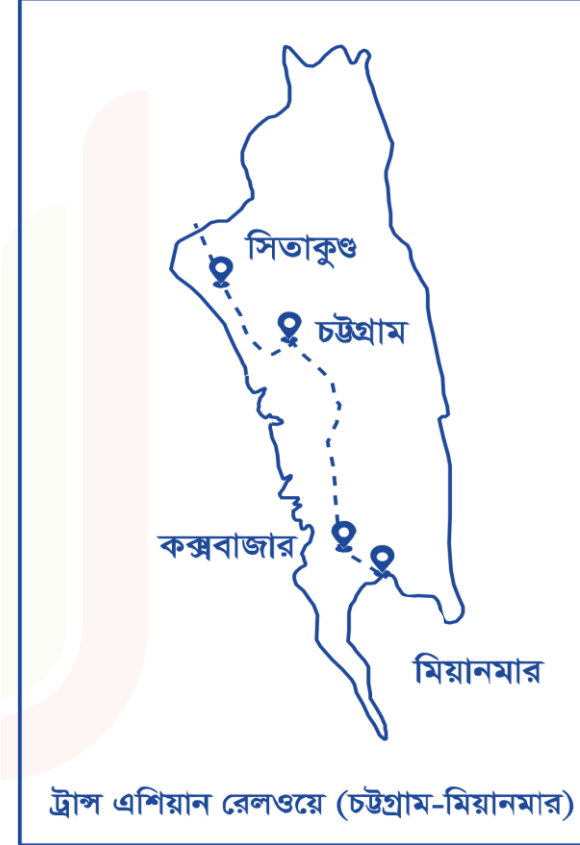 সিতাকুণ্ড
চট্টগ্রাম
কক্সবাজার
মিয়ানমার
ট্রান্স এশিয়ান রেলওয়ে (চট্টগ্রাম-মিয়ানমার)